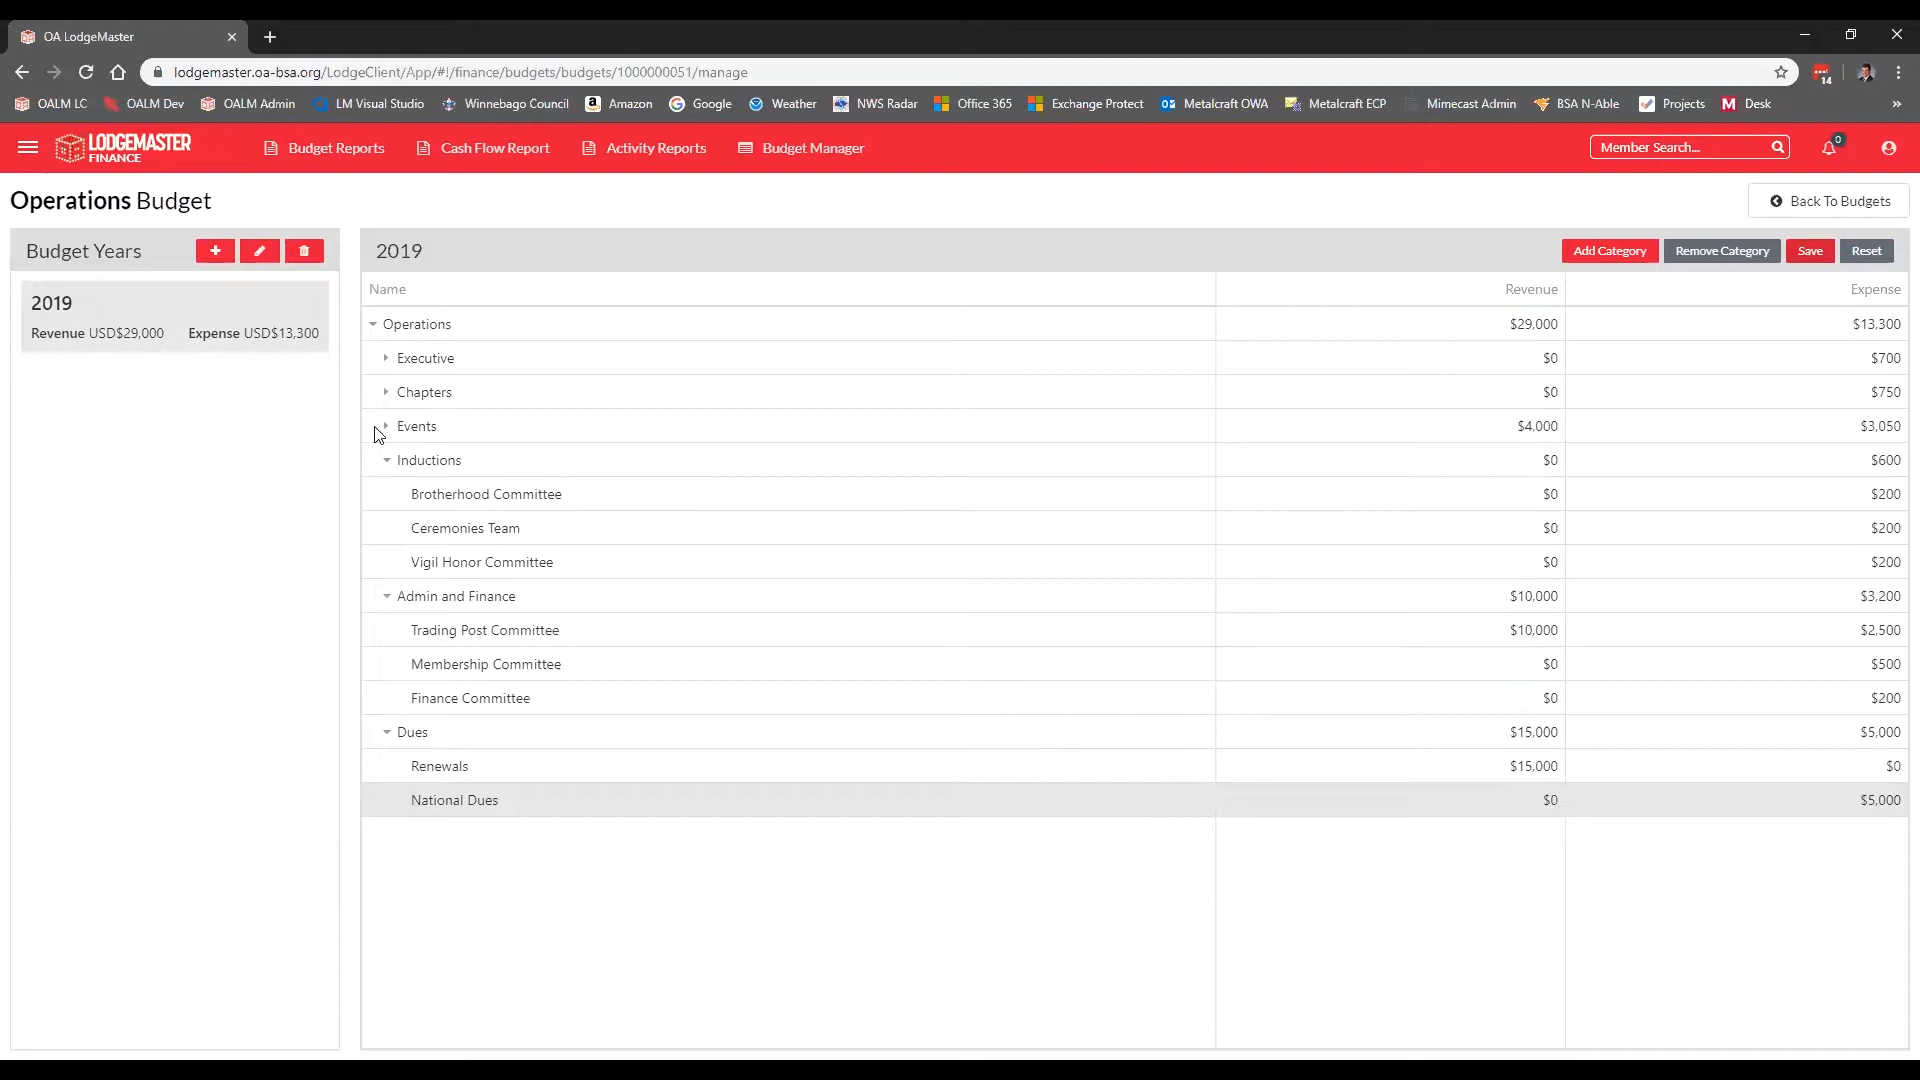 OA LodgeMaster
lodgemaster.oa-bsa.org/LodgeClient/App/#!/finance/budgets/budgets/1000000051/manage
14
OALM LC OALM Dev OALM Admin LM Visual Studio Winnebago Council Amazon Google Weather NWS Radar Office 365 Exchange Protect Metalcraft OWA Metalcraft ECP Mimecast Admin BSA N-Able Projects Desk
LODGEMASTER
FINANCE
Budget Reports Cash Flow Report Activity Reports Budget Manager Member Search... 0
Operations Budget Back To Budgets
Budget Years 2019 Add Category Remove Category Save Reset
2019
Revenue USD$29,000 Expense USD$13,300
Name Revenue Expense
Operations $29,000 $13,300
Executive $0 $700
Chapters $0 $750
Events $4,000 $3,050
Inductions $0 $600
Brotherhood Committee $0 $200
Ceremonies Team $0 $200
Vigil Honor Committee $0 $200
Admin and Finance $10,000 $3,200
Trading Post Committee $10,000 $2,500
Membership Committee $0 $500
Finance Committee $0 $200
Dues $15,000 $5,000
Renewals $15,000 $0
National Dues $0 $5,000